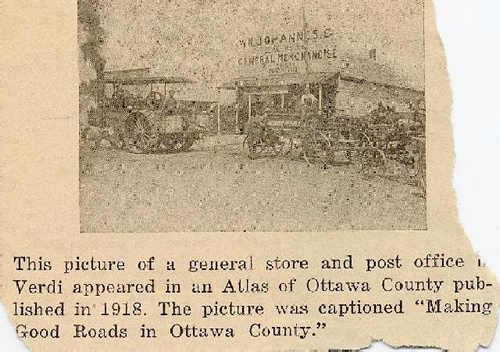 GENERAL MERCHANDISE
This picture of a general store and post office i
Verdi appeared in an Atlas of Ottawa County pub-
lished in 1918. The picture was captioned “Making
Good Roads in Ottawa County.”